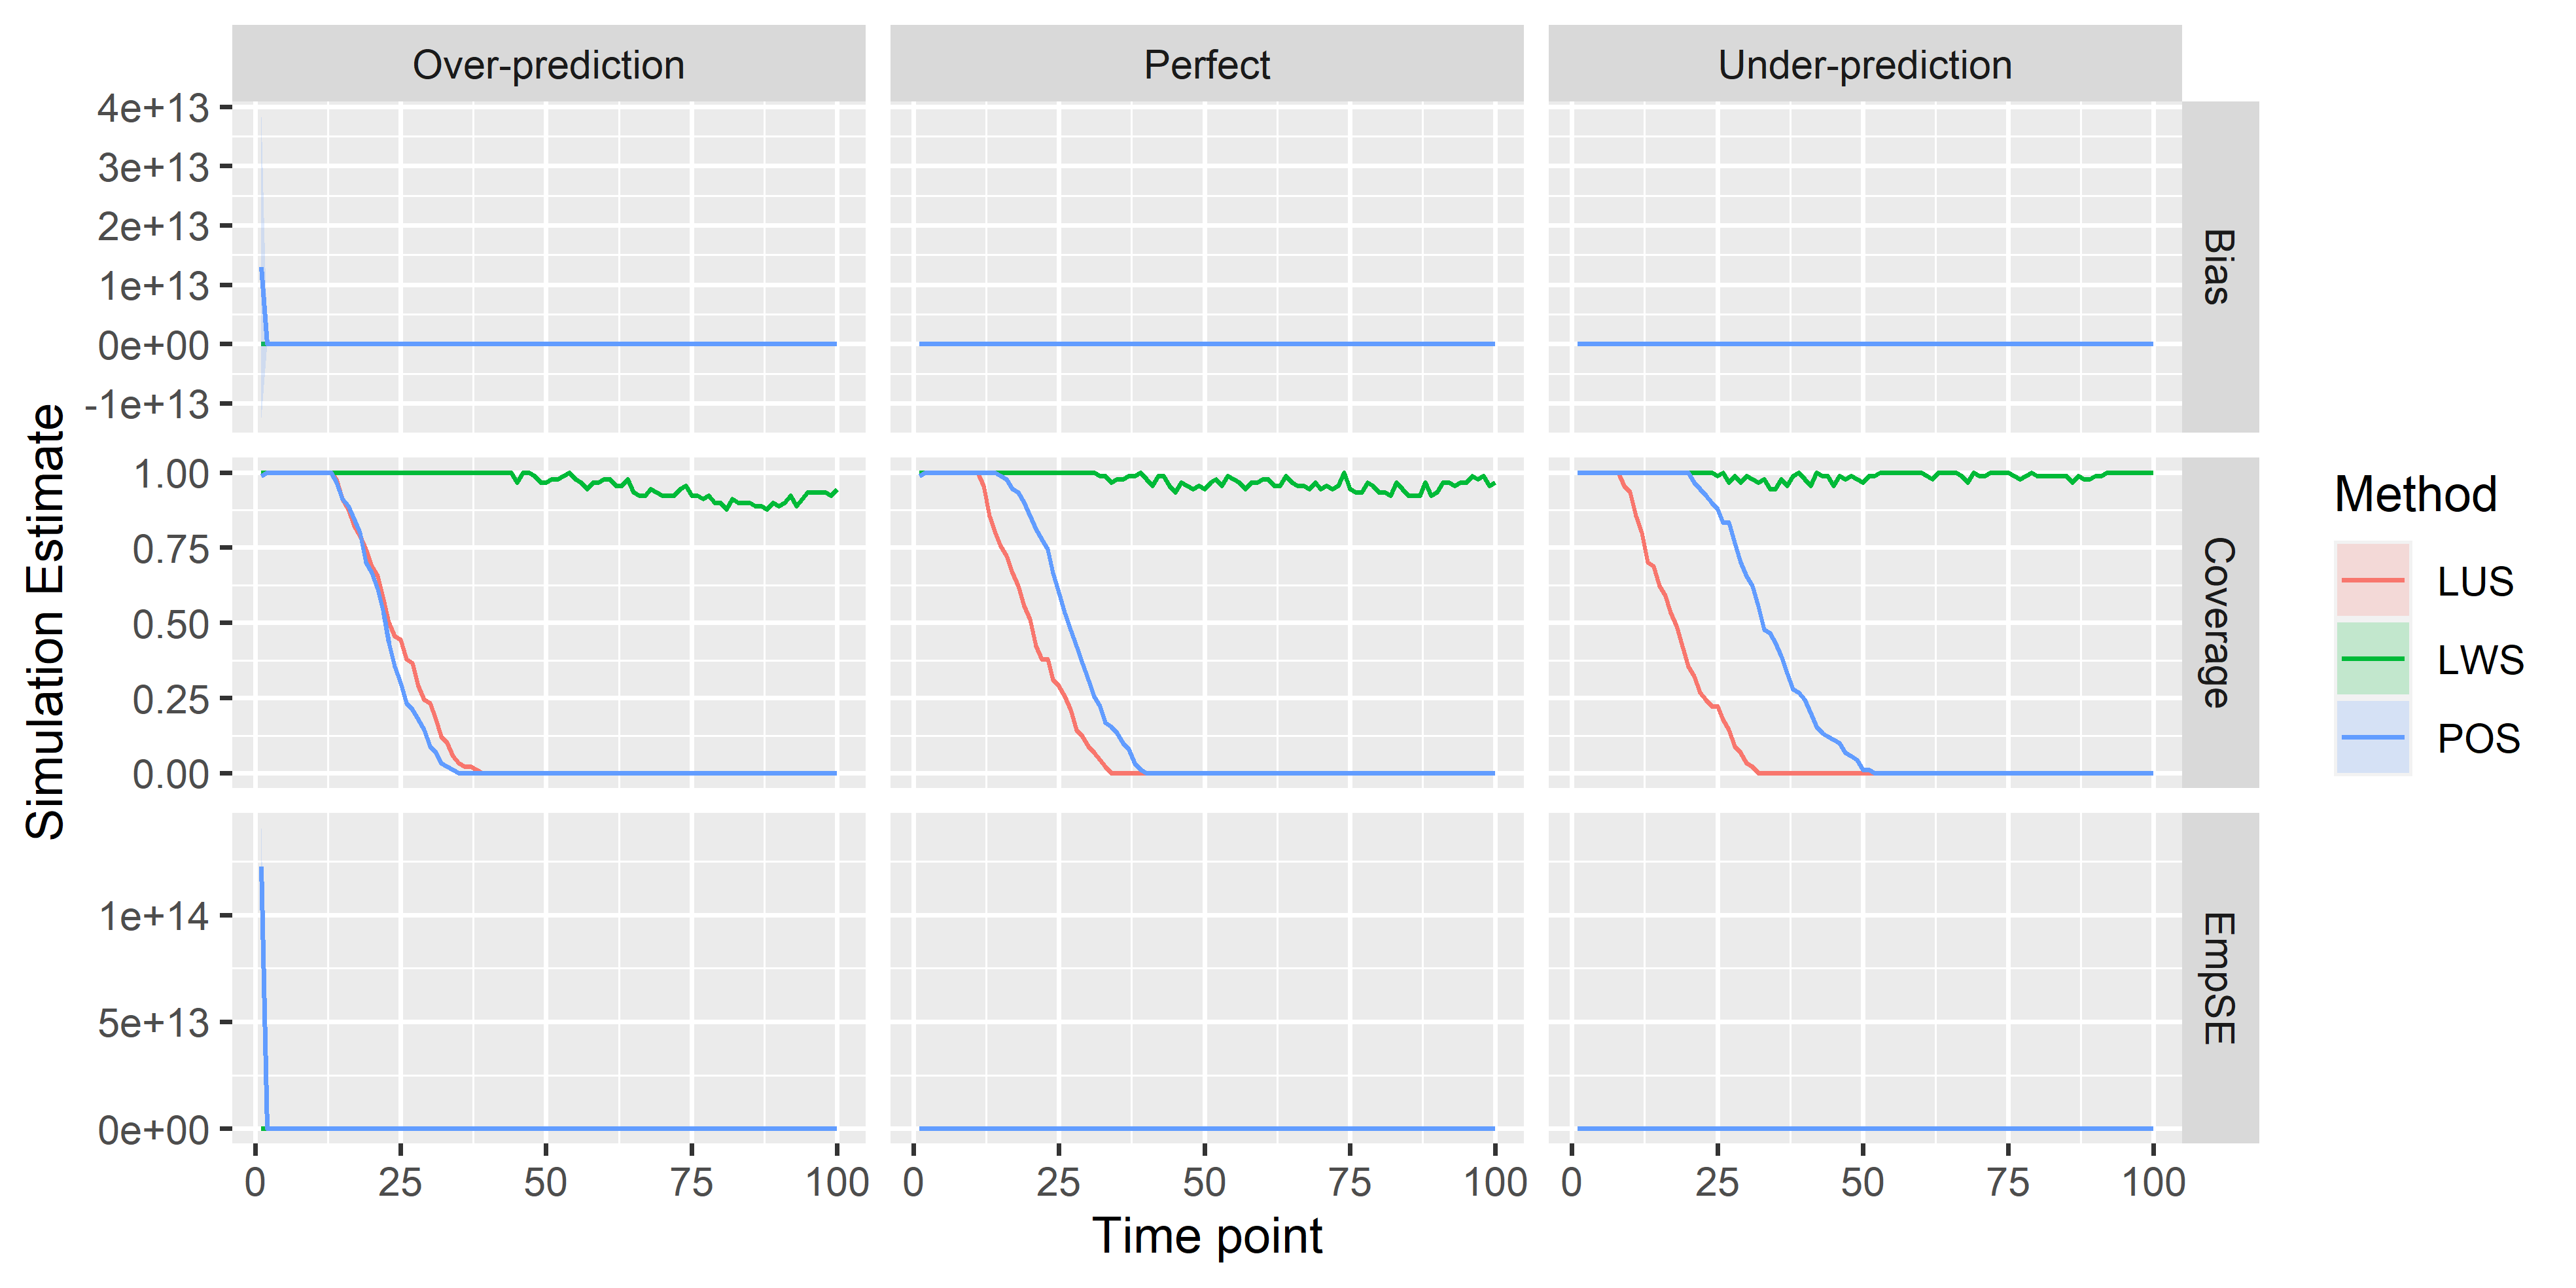 Over-prediction
Perfect
Under-prediction
4e+13
3e+13
2e+13
1e+13
0e+00
-1e+13
Bias
1.00
0.75
0.50
0.25
0.00
Coverage
1e+14
5e+13
0e+00
EmpSE
0 25 50 75 100
0 25 50 75 100
0 25 50 75 100
Time point
Simulation Estimate
Method
LUS
LWS
POS